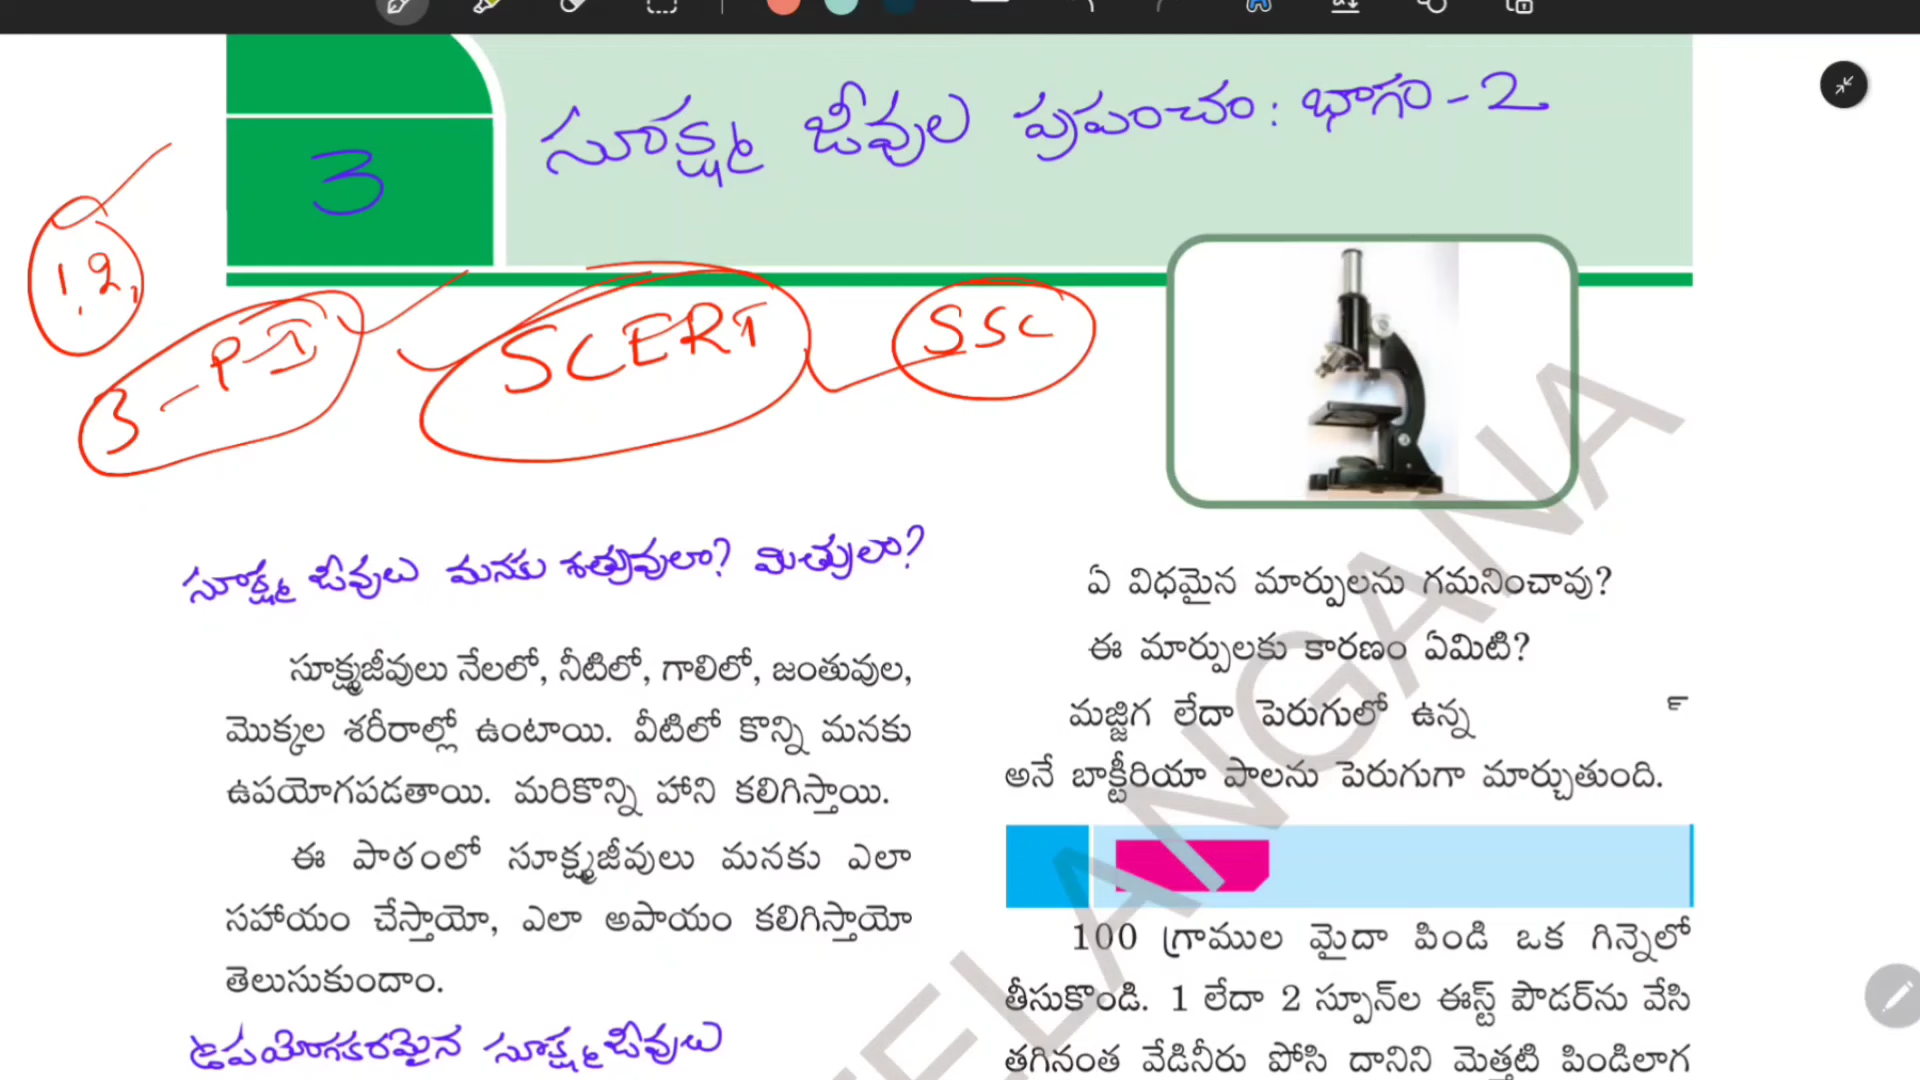 3
సూక్ష్మ జీవుల ప్రపంచం: భాగం - 2
1, 2,
3 - P-I
SCERT
SSC
సూక్ష్మ జీవులు మనకు శత్రువులా? మిత్రులా?
సూక్ష్మజీవులు నేలలో, నీటిలో, గాలిలో, జంతువుల,
మొక్కల శరీరాల్లో ఉంటాయి. వీటిలో కొన్ని మనకు
ఉపయోగపడతాయి. మరికొన్ని హాని కలిగిస్తాయి.
ఈ పాఠంలో సూక్ష్మజీవులు మనకు ఎలా
సహాయం చేస్తాయో, ఎలా అపాయం కలిగిస్తాయో
తెలుసుకుందాం.
ఉపయోగకరమైన సూక్ష్మ జీవులు
ఏ విధమైన మార్పులను గమనించావు?
ఈ మార్పులకు కారణం ఏమిటి?
మజ్జిగ లేదా పెరుగులో ఉన్న
అనే బాక్టీరియా పాలను పెరుగుగా మార్చుతుంది.
100 గ్రాముల మైదా పిండి ఒక గిన్నెలో
తీసుకొండి. 1 లేదా 2 స్పూన్‌ల ఈస్ట్ పౌడర్‌ను వేసి
తగినంత వేడినీరు పోసి దానిని మెత్తటి పిండిలాగ
TELANGANA